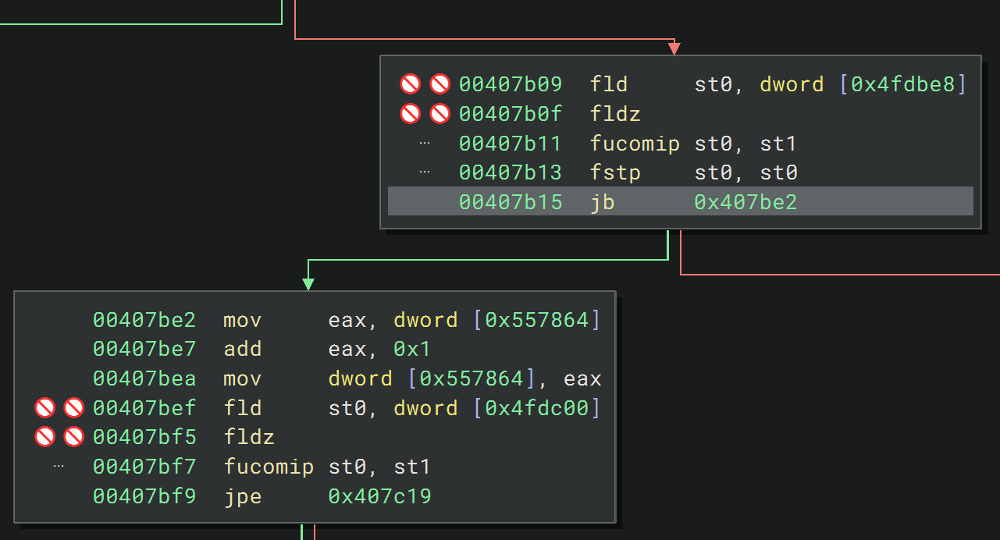 00407b09 fld st0, dword [0x4fdbe8]
00407b0f fldz
... 00407b11 fucomip st0, st1
... 00407b13 fstp st0, st0
00407b15 jb 0x407be2
00407be2 mov eax, dword [0x557864]
00407be7 add eax, 0x1
00407bea mov dword [0x557864], eax
00407bef fld st0, dword [0x4fdc00]
00407bf5 fldz
... 00407bf7 fucomip st0, st1
00407bf9 jpe 0x407c19